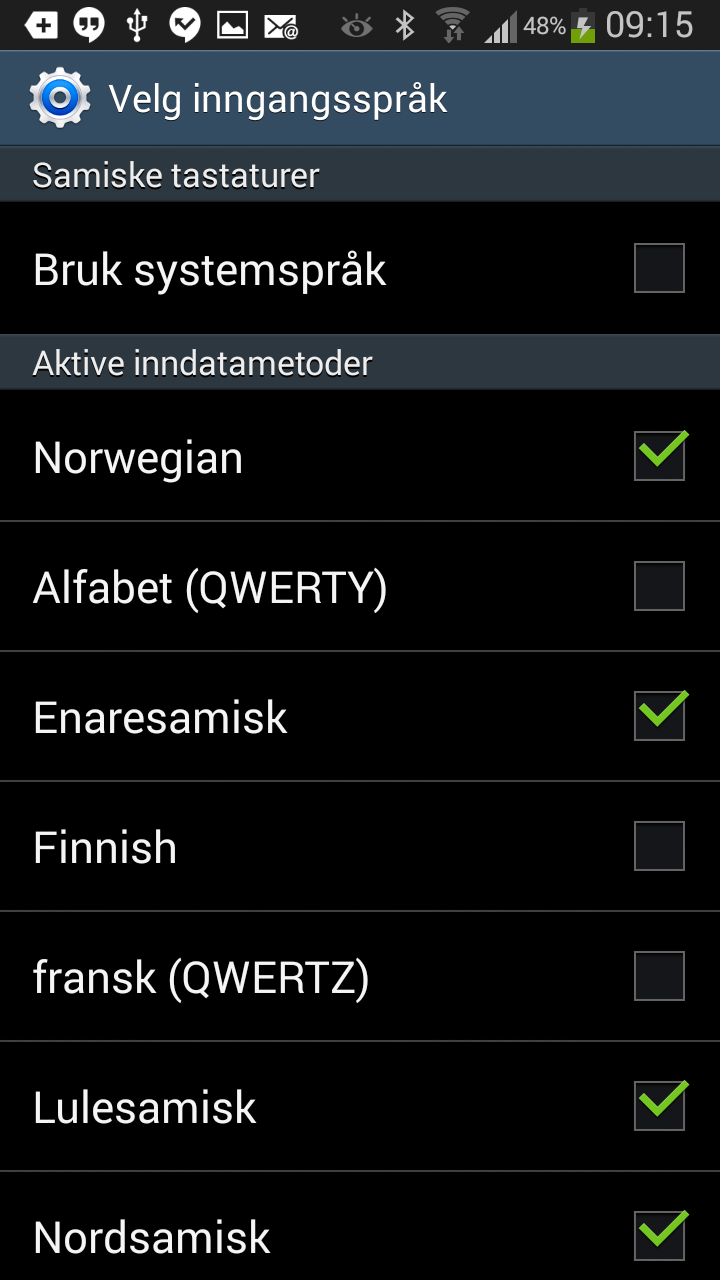 48% 09:15
Velg inngangsspråk
Samiske tastaturer
Bruk systemspråk
Aktive inndatametoder
Norwegian
Alfabet (QWERTY)
Enaresamisk
Finnish
fransk (QWERTZ)
Lulesamisk
Nordsamisk